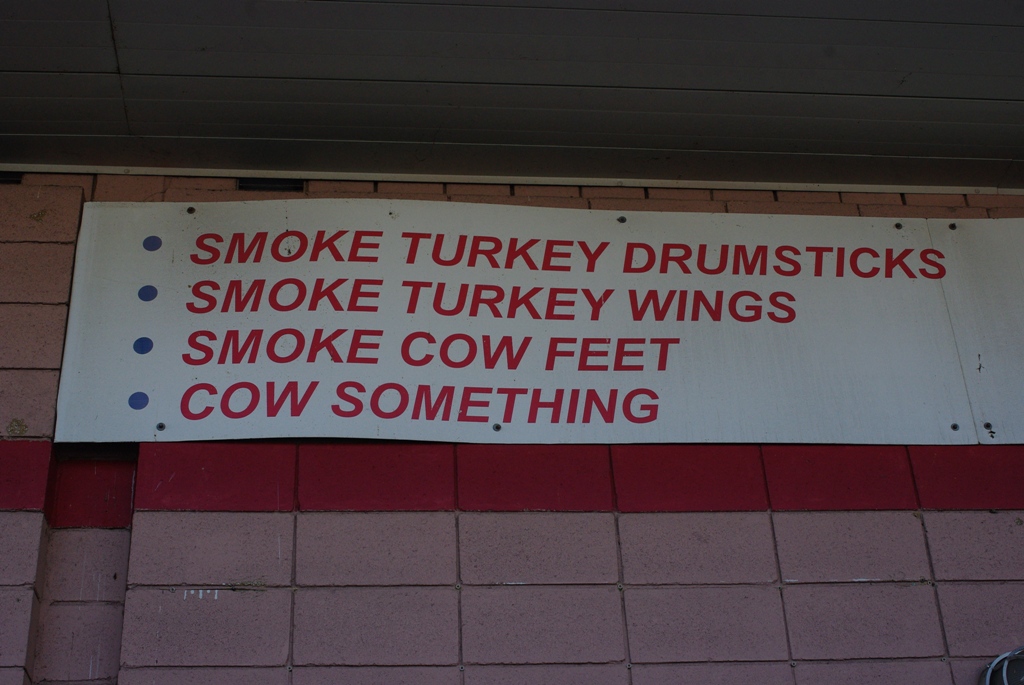 SMOKE TURKEY DRUMSTICKS
SMOKE TURKEY WINGS
SMOKE COW FEET
COW SOMETHING